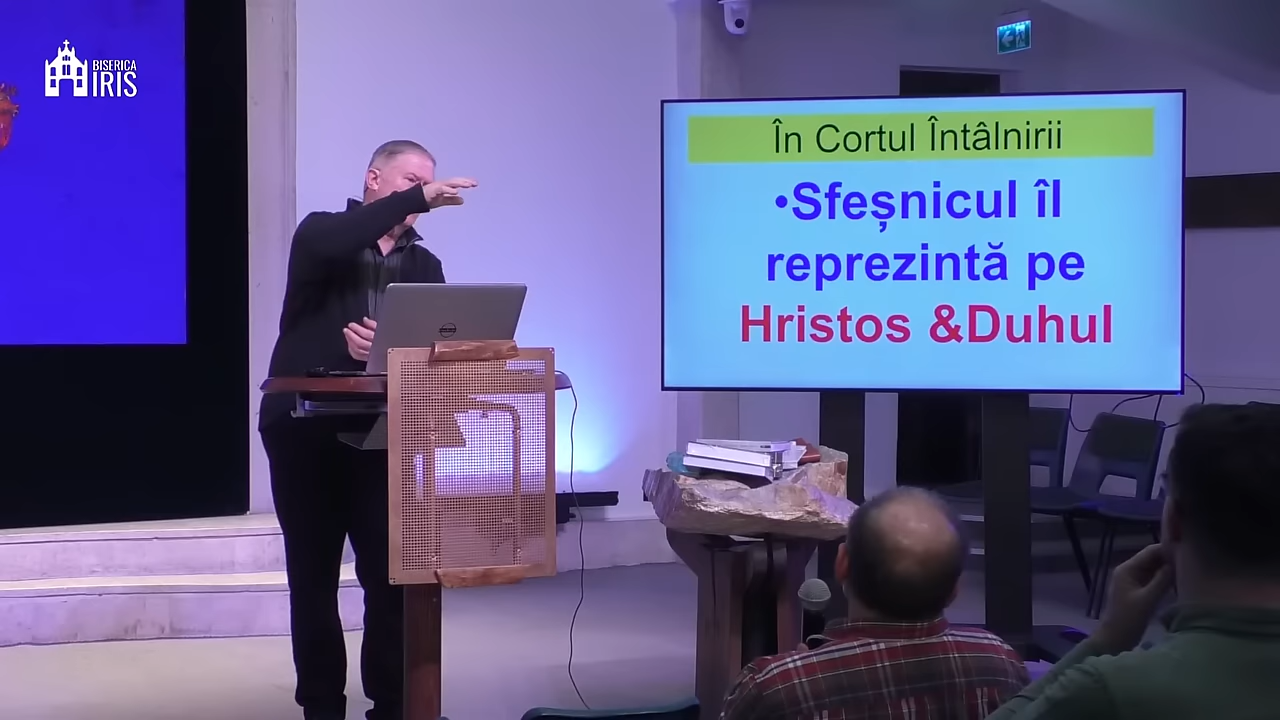 BISERICA
IRIS
În Cortul Întâlnirii
•Sfeșnicul îl
reprezintă pe
Hristos &Duhul